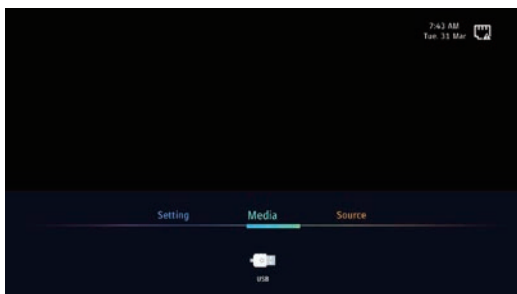 7:43 AM
Tue. 31 Mar
Setting
Media
Source
USB